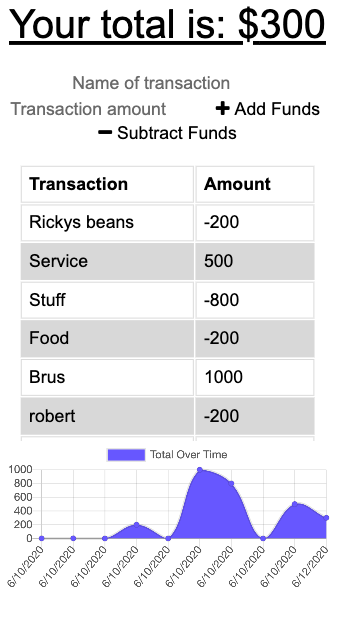 Your total is: $300
Name of transaction
Transaction amount + Add Funds
− Subtract Funds
Transaction Amount
Rickys beans -200
Service 500
Stuff -800
Food -200
Brus 1000
robert -200
Total Over Time
1000
800
600
400
200
0
6/10/2020 6/10/2020 6/10/2020 6/10/2020 6/10/2020 6/10/2020 6/10/2020 6/10/2020 6/10/2020 6/12/2020